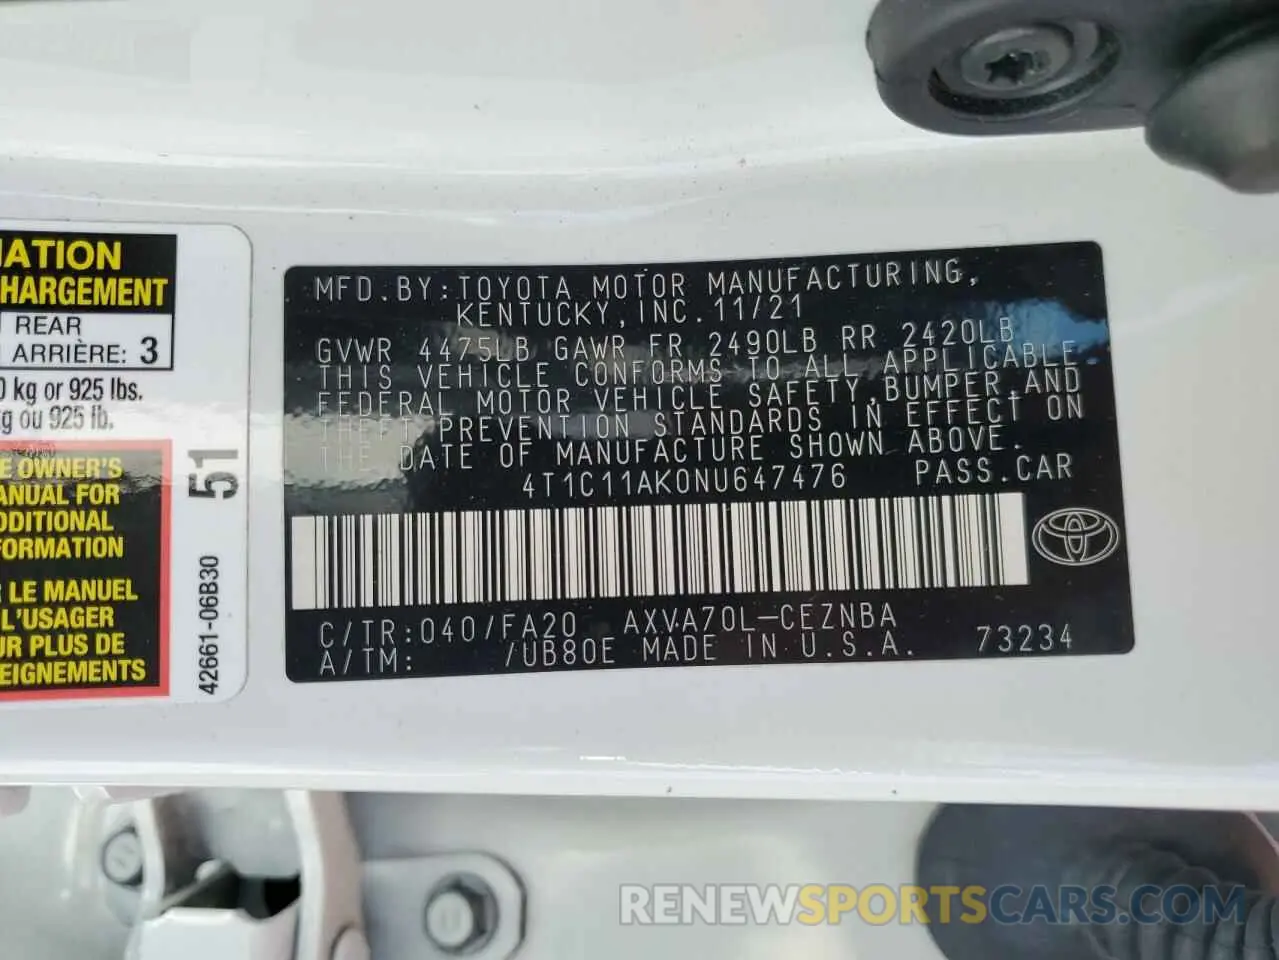 MATION
HARGEMENT
REAR
ARRIÈRE: 3
0 kg or 925 lbs.
kg ou 925 lb.
E OWNER'S
ANUAL FOR
DDITIONAL
FORMATION
R LE MANUEL
L'USAGER
UR PLUS DE
EIGNEMENTS
51
42661-06B30
MFD.BY:TOYOTA MOTOR MANUFACTURING,
KENTUCKY,INC.11/21
GVWR 4475LB GAWR FR 2490LB RR 2420LB
THIS VEHICLE CONFORMS TO ALL APPLICABLE
FEDERAL MOTOR VEHICLE SAFETY,BUMPER,AND
THEFT PREVENTION STANDARDS IN EFFECT ON
THE DATE OF MANUFACTURE SHOWN ABOVE.
4T1C11AK0NU647476 PASS.CAR
C/TR:040/FA20 AXVA70L-CEZNBA
A/TM: /UB80E MADE IN U.S.A. 73234
RENEWSPORTSCARS.COM